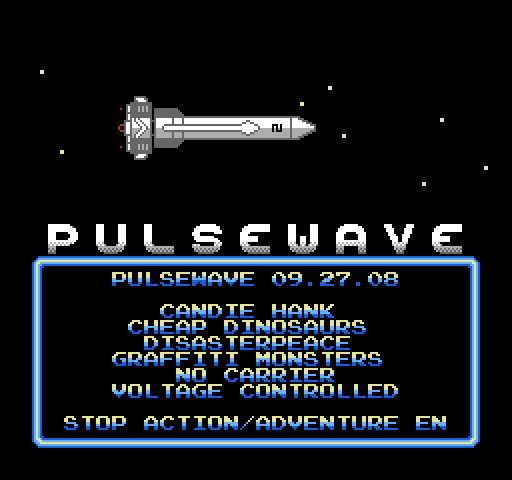 PULSEWAVE
PULSEWAVE 09.27.08
CANDIE HANK
CHEAP DINOSAURS
DISASTERPEACE
GRAFFITI MONSTERS
NO CARRIER
VOLTAGE CONTROLLED
STOP ACTION/ADVENTURE EN